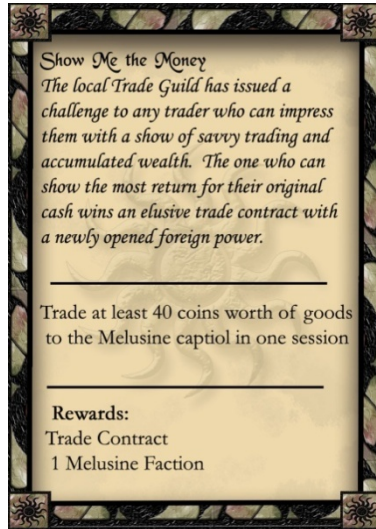 Show Me the Money
The local Trade Guild has issued a
challenge to any trader who can impress
them with a show of savvy trading and
accumulated wealth. The one who can
show the most return for their original
cash wins an elusive trade contract with
a newly opened foreign power.
Trade at least 40 coins worth of goods
to the Melusine captiol in one session
Rewards:
Trade Contract
1 Melusine Faction